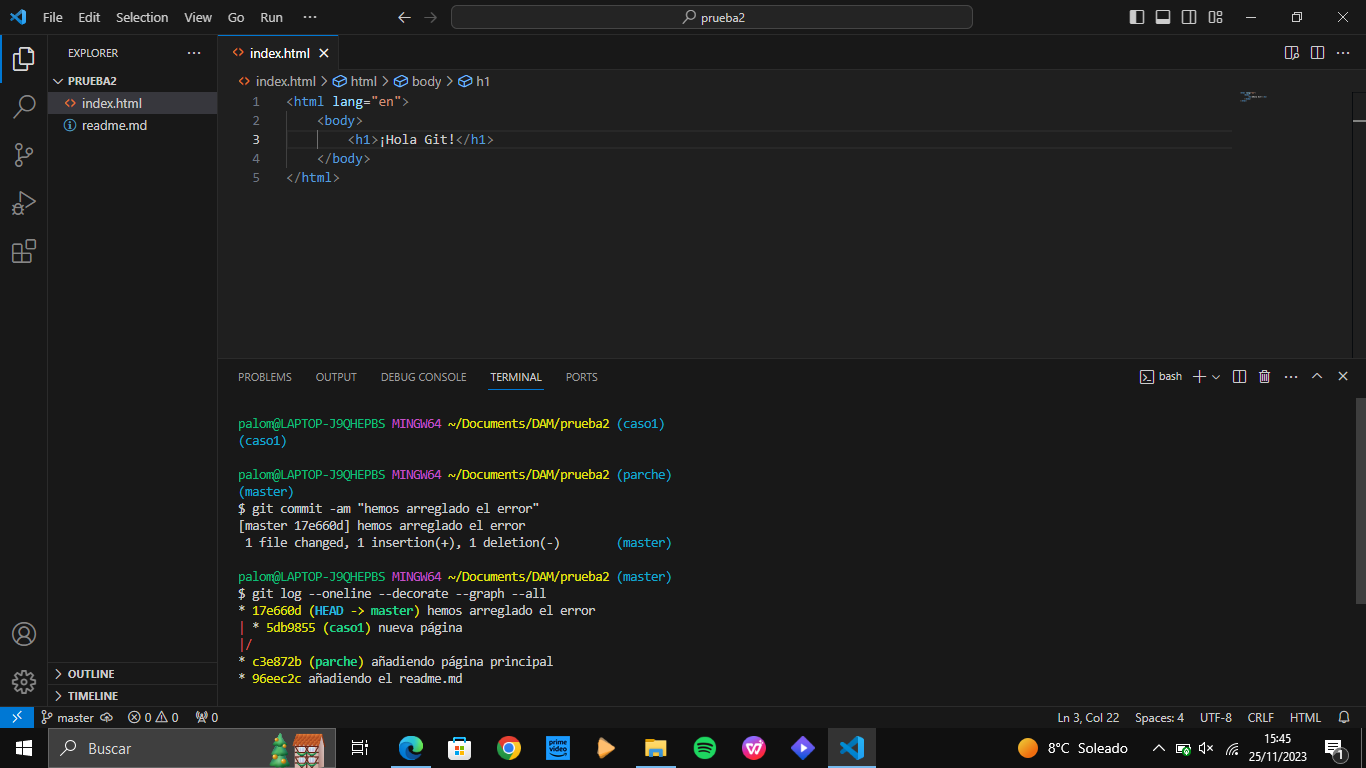 File Edit Selection View Go Run ···
prueba2
EXPLORER ···
PRUEBA2
index.html
readme.md
OUTLINE
TIMELINE
index.html
index.html > html > body > h1
1 <html lang="en">
2 <body>
3 <h1>¡Hola Git!</h1>
4 </body>
5 </html>
PROBLEMS OUTPUT DEBUG CONSOLE TERMINAL PORTS
bash
palom@LAPTOP-J9QHEPBS MINGW64 ~/Documents/DAM/prueba2 (caso1)
(caso1)
palom@LAPTOP-J9QHEPBS MINGW64 ~/Documents/DAM/prueba2 (parche)
(master)
$ git commit -am "hemos arreglado el error"
[master 17e660d] hemos arreglado el error
1 file changed, 1 insertion(+), 1 deletion(-) (master)
palom@LAPTOP-J9QHEPBS MINGW64 ~/Documents/DAM/prueba2 (master)
$ git log --oneline --decorate --graph --all
* 17e660d (HEAD -> master) hemos arreglado el error
| * 5db9855 (caso1) nueva página
|/
* c3e872b (parche) añadiendo página principal
* 96eec2c añadiendo el readme.md
master 0 0 0
Ln 3, Col 22 Spaces: 4 UTF-8 CRLF HTML
Buscar
prime video
8°C Soleado
15:45
25/11/2023
1